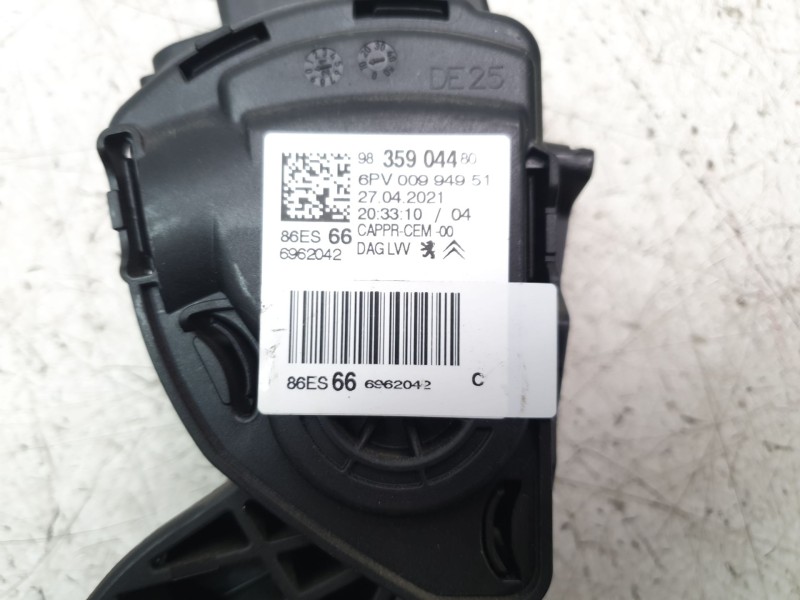 DE25
98 359 044 80
6PV 009 949 51
27.04.2021
20:33:10 / 04
86ES 66 CAPPR-CEM -00
6962042 DAG LVV
86ES 66 6962042 C